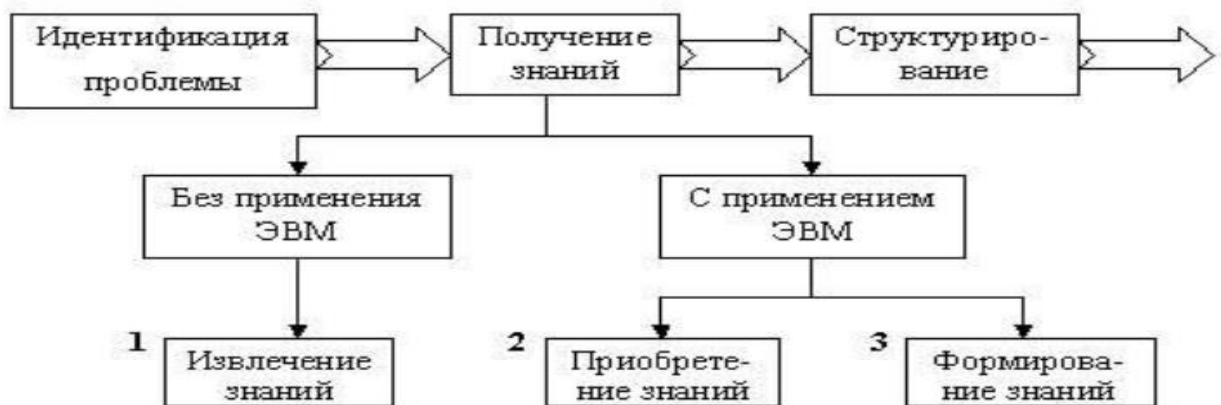 Идентификация
проблемы
Получение
знаний
Структуриро-
вание
Без применения
ЭВМ
С применением
ЭВМ
1
Извлечение
знаний
2
Приобрете-
ние знаний
3
Формирова-
ние знаний